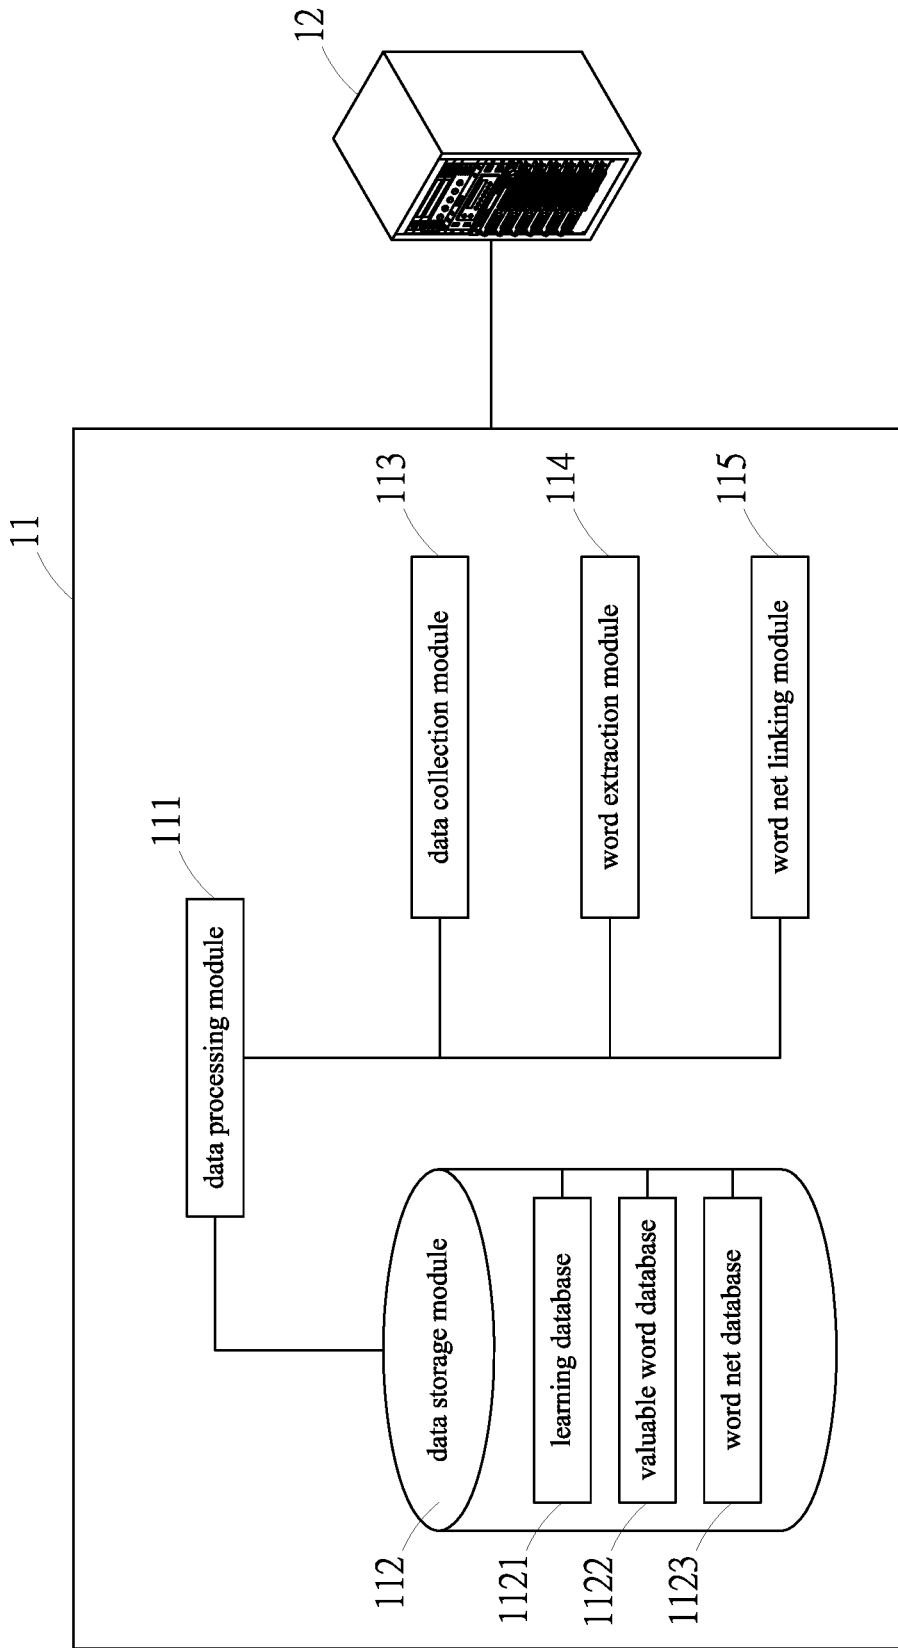 11
12
111
data processing module
112
data storage module
1121
learning database
1122
valuable word database
1123
word net database
113
data collection module
114
word extraction module
115
word net linking module